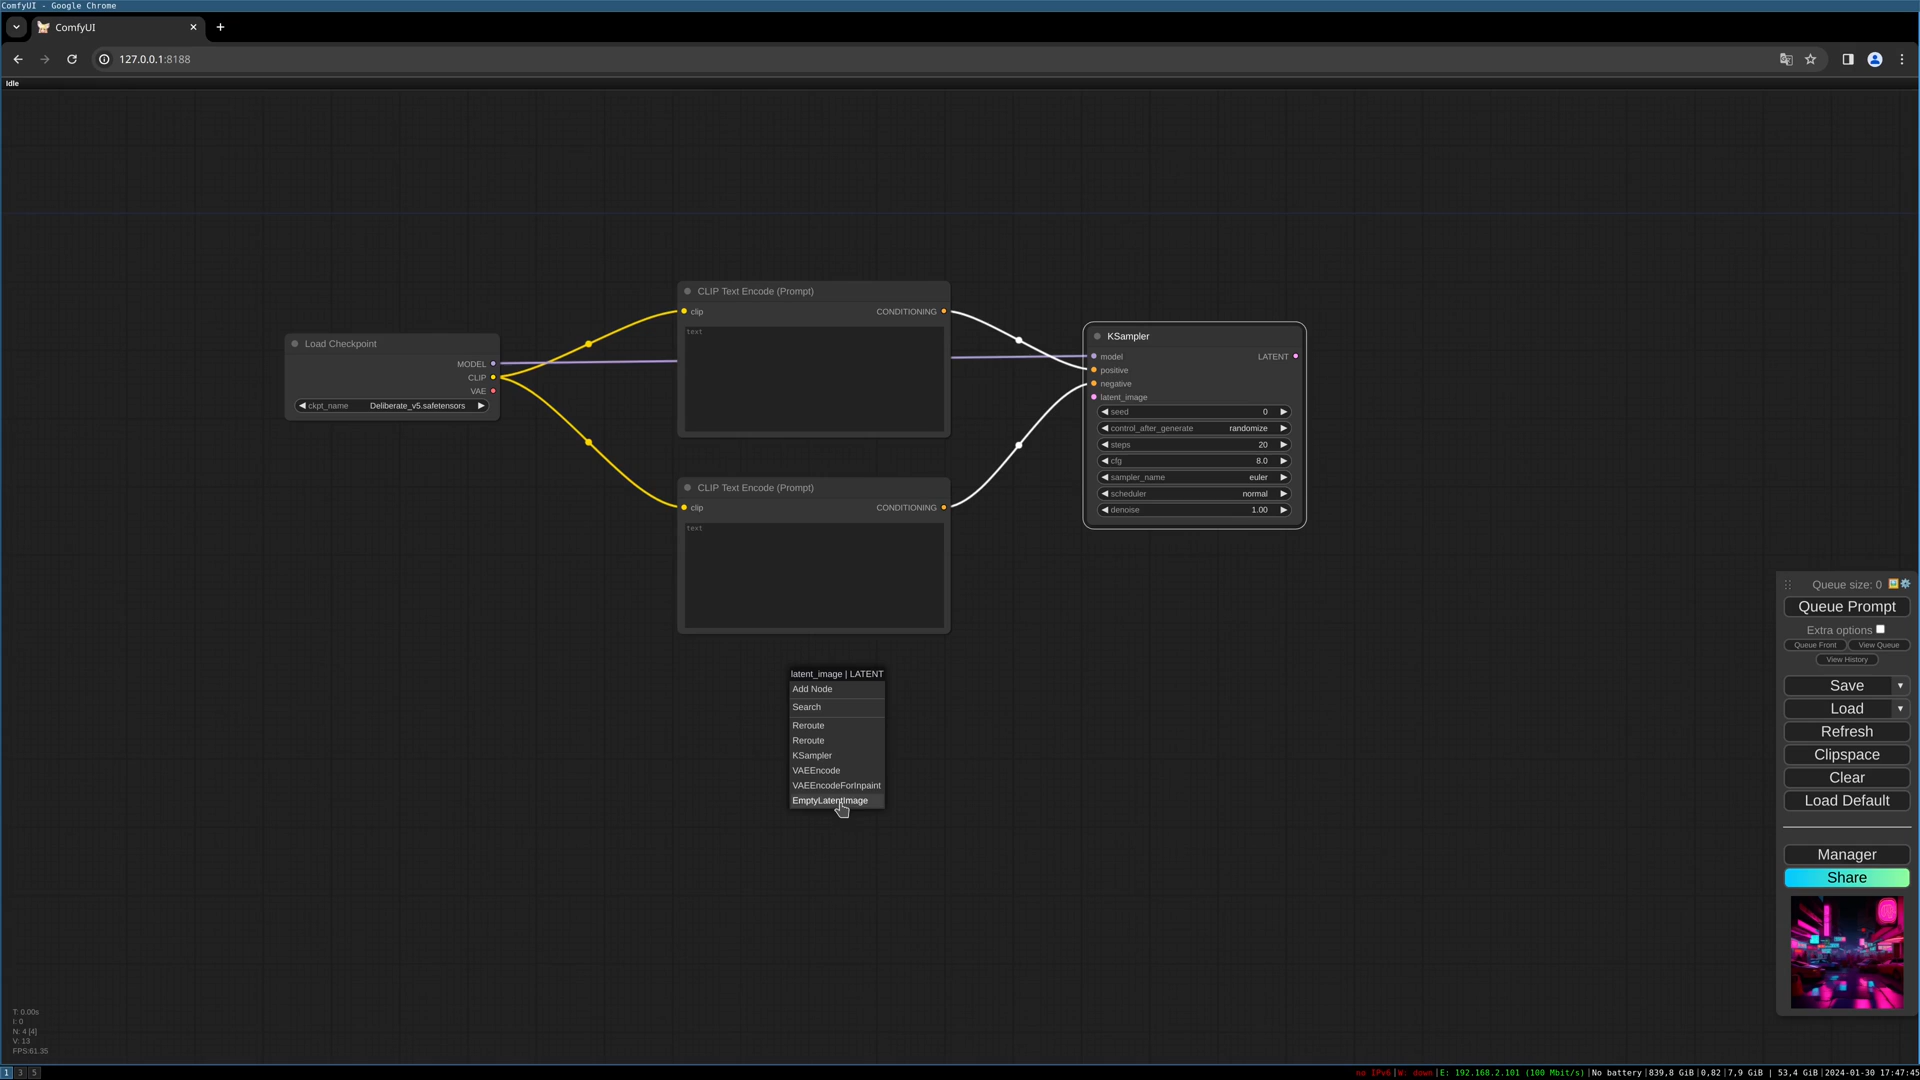 ComfyUI - Google Chrome
ComfyUI
127.0.0.1:8188
Idle
Load Checkpoint
MODEL
CLIP
VAE
ckpt_name Deliberate_v5.safetensors
CLIP Text Encode (Prompt)
clip CONDITIONING
text
CLIP Text Encode (Prompt)
clip CONDITIONING
text
KSampler
model LATENT
positive
negative
latent_image
seed 0
control_after_generate randomize
steps 20
cfg 8.0
sampler_name euler
scheduler normal
denoise 1.00
latent_image | LATENT
Add Node
Search
Reroute
Reroute
KSampler
VAEEncode
VAEEncodeForInpaint
EmptyLatentImage
Queue size: 0
Queue Prompt
Extra options
Queue Front View Queue
View History
Save
Load
Refresh
Clipspace
Clear
Load Default
Manager
Share
T: 0.00s
I: 0
N: 4 [4]
V: 13
FPS:61.35
1 3 5
no IPv6|W: down|E: 192.168.2.101 (100 Mbit/s)|No battery|839,8 GiB|0,82|7,9 GiB | 53,4 GiB|2024-01-30 17:47:45